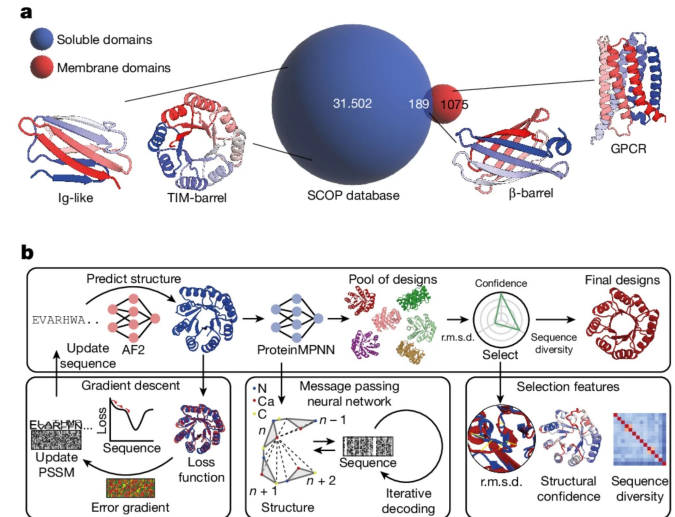 a
Soluble domains
Membrane domains
31.502
189
1075
GPCR
Ig-like
TIM-barrel
SCOP database
β-barrel
b
Predict structure
Pool of designs
Confidence
Final designs
EVARHWA..
r.m.s.d.
Sequence
diversity
Update
sequence
AF2
ProteinMPNN
Select
Gradient descent
Loss
Sequence
Update
PSSM
Loss
function
Error gradient
N
Ca
C
Message passing
neural network
n
n − 1
n + 1
n + 2
Sequence
Structure
Iterative
decoding
Selection features
r.m.s.d.
Structural
confidence
Sequence
diversity